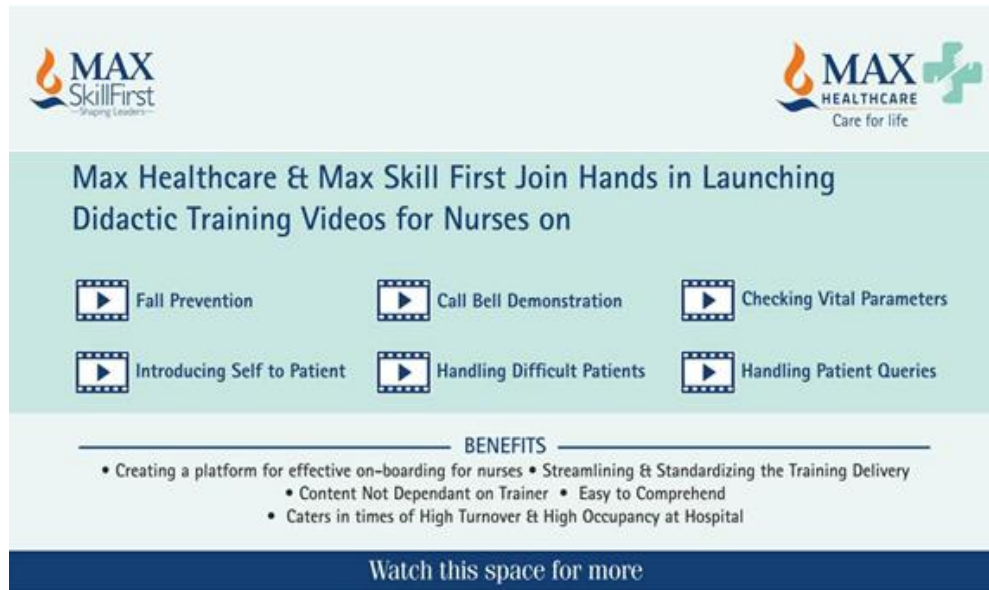 MAX
SkillFirst
Shaping Leaders
MAX
HEALTHCARE
Care for life
Max Healthcare & Max Skill First Join Hands in Launching
Didactic Training Videos for Nurses on
Fall Prevention
Call Bell Demonstration
Checking Vital Parameters
Introducing Self to Patient
Handling Difficult Patients
Handling Patient Queries
BENEFITS
• Creating a platform for effective on-boarding for nurses • Streamlining & Standardizing the Training Delivery
• Content Not Dependant on Trainer • Easy to Comprehend
• Caters in times of High Turnover & High Occupancy at Hospital
Watch this space for more